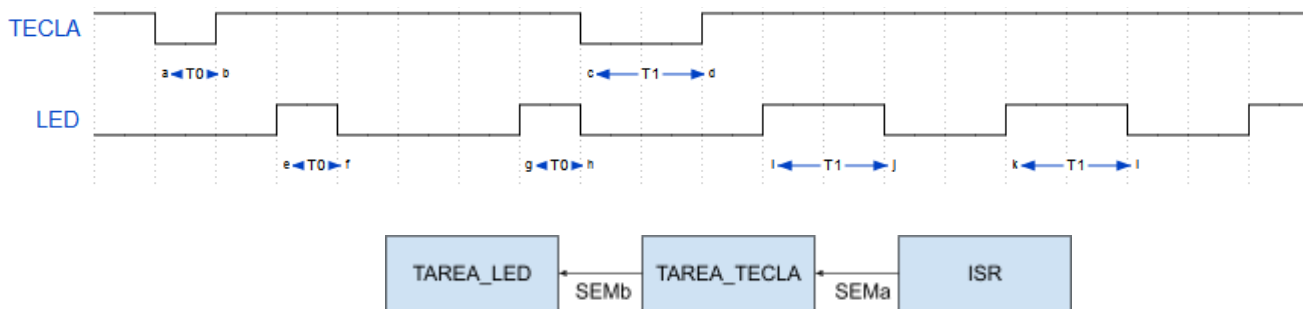 TECLA
a T0 b c T1 d
LED
e T0 f g T0 h i T1 j k T1 l
TAREA_LED TAREA_TECLA ISR
SEMb SEMa